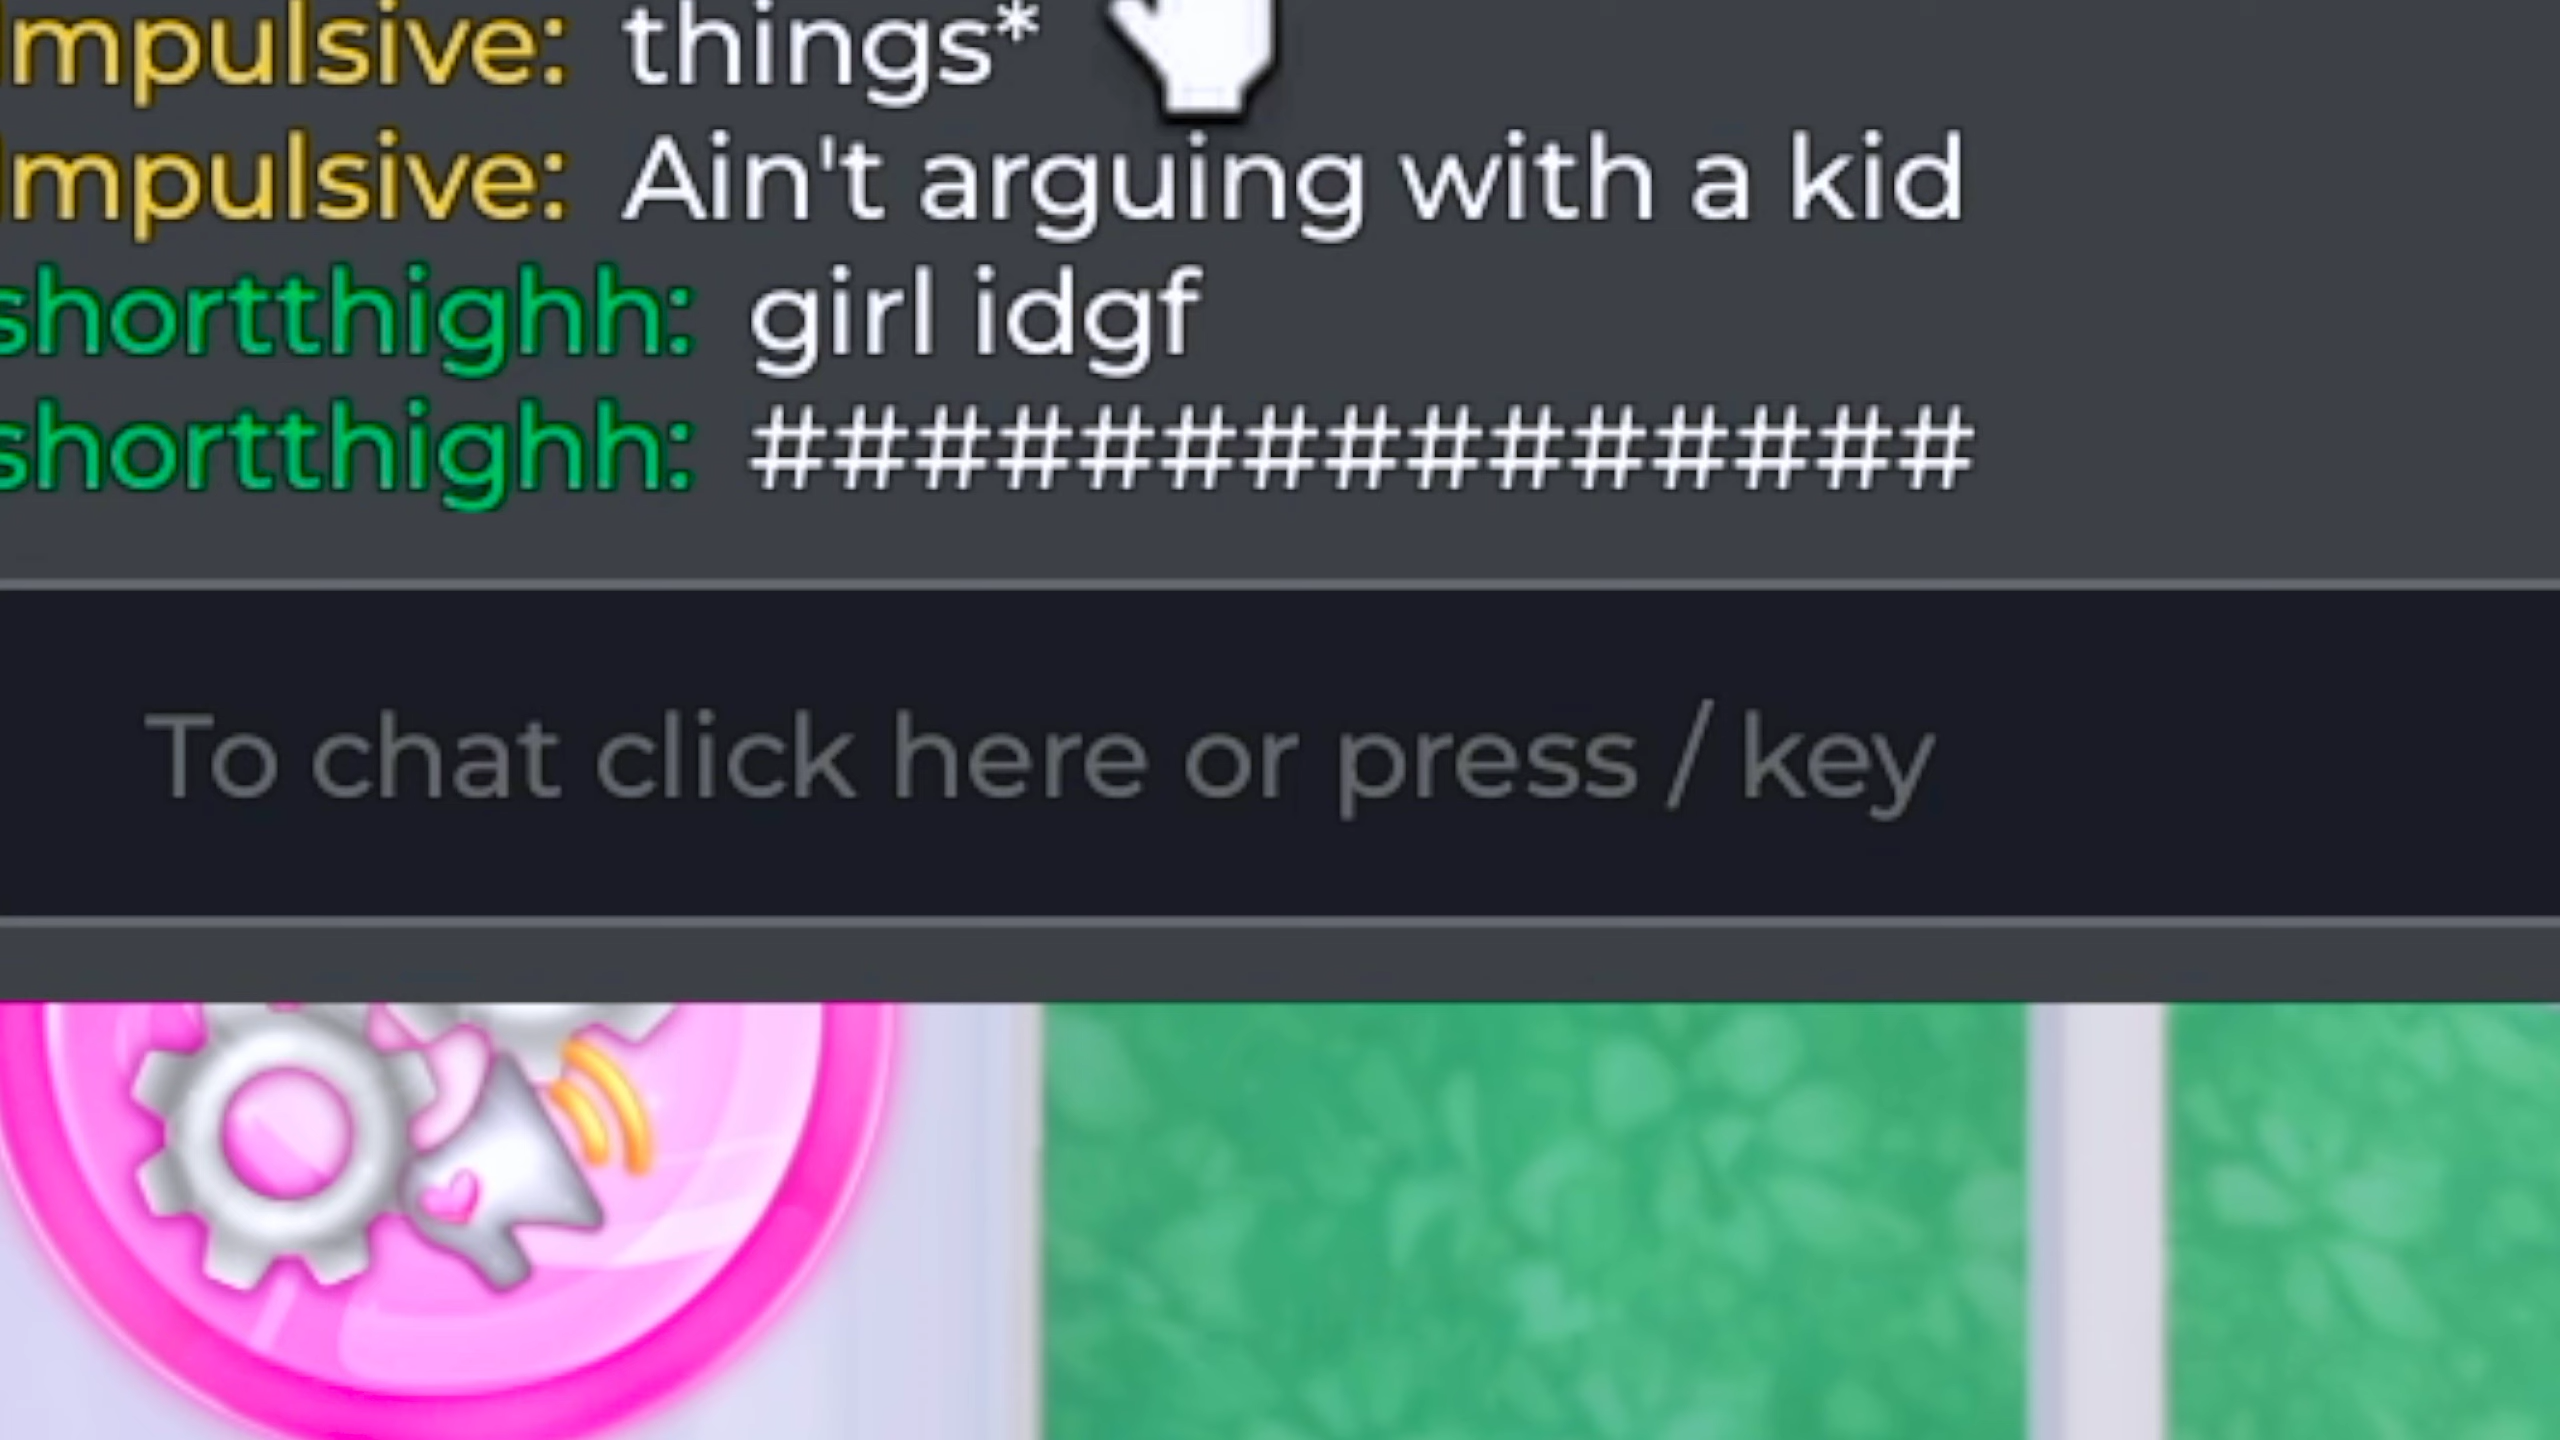 Impulsive: things*
Impulsive: Ain't arguing with a kid
shortthighh: girl idgf
shortthighh: ###############
To chat click here or press / key